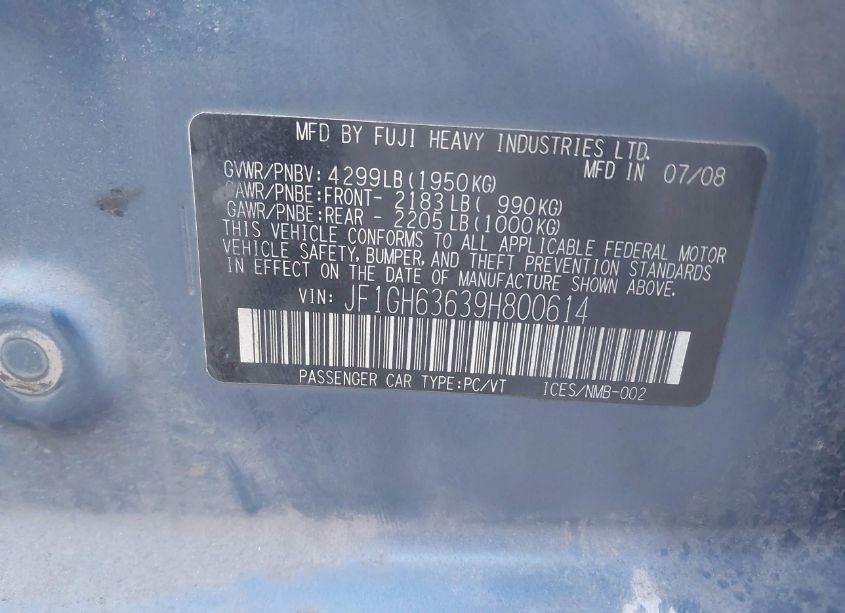 MFD BY FUJI HEAVY INDUSTRIES LTD.
MFD IN 07/08
GVWR/PNBV: 4299LB(1950KG)
GAWR/PNBE:FRONT- 2183LB( 990KG)
GAWR/PNBE:REAR - 2205LB(1000KG)
THIS VEHICLE CONFORMS TO ALL APPLICABLE FEDERAL MOTOR
VEHICLE SAFETY, BUMPER, AND THEFT PREVENTION STANDARDS
IN EFFECT ON THE DATE OF MANUFACTURE SHOWN ABOVE.
VIN: JF1GH63639H800614
PASSENGER CAR TYPE:PC/VT ICES/NMB-002